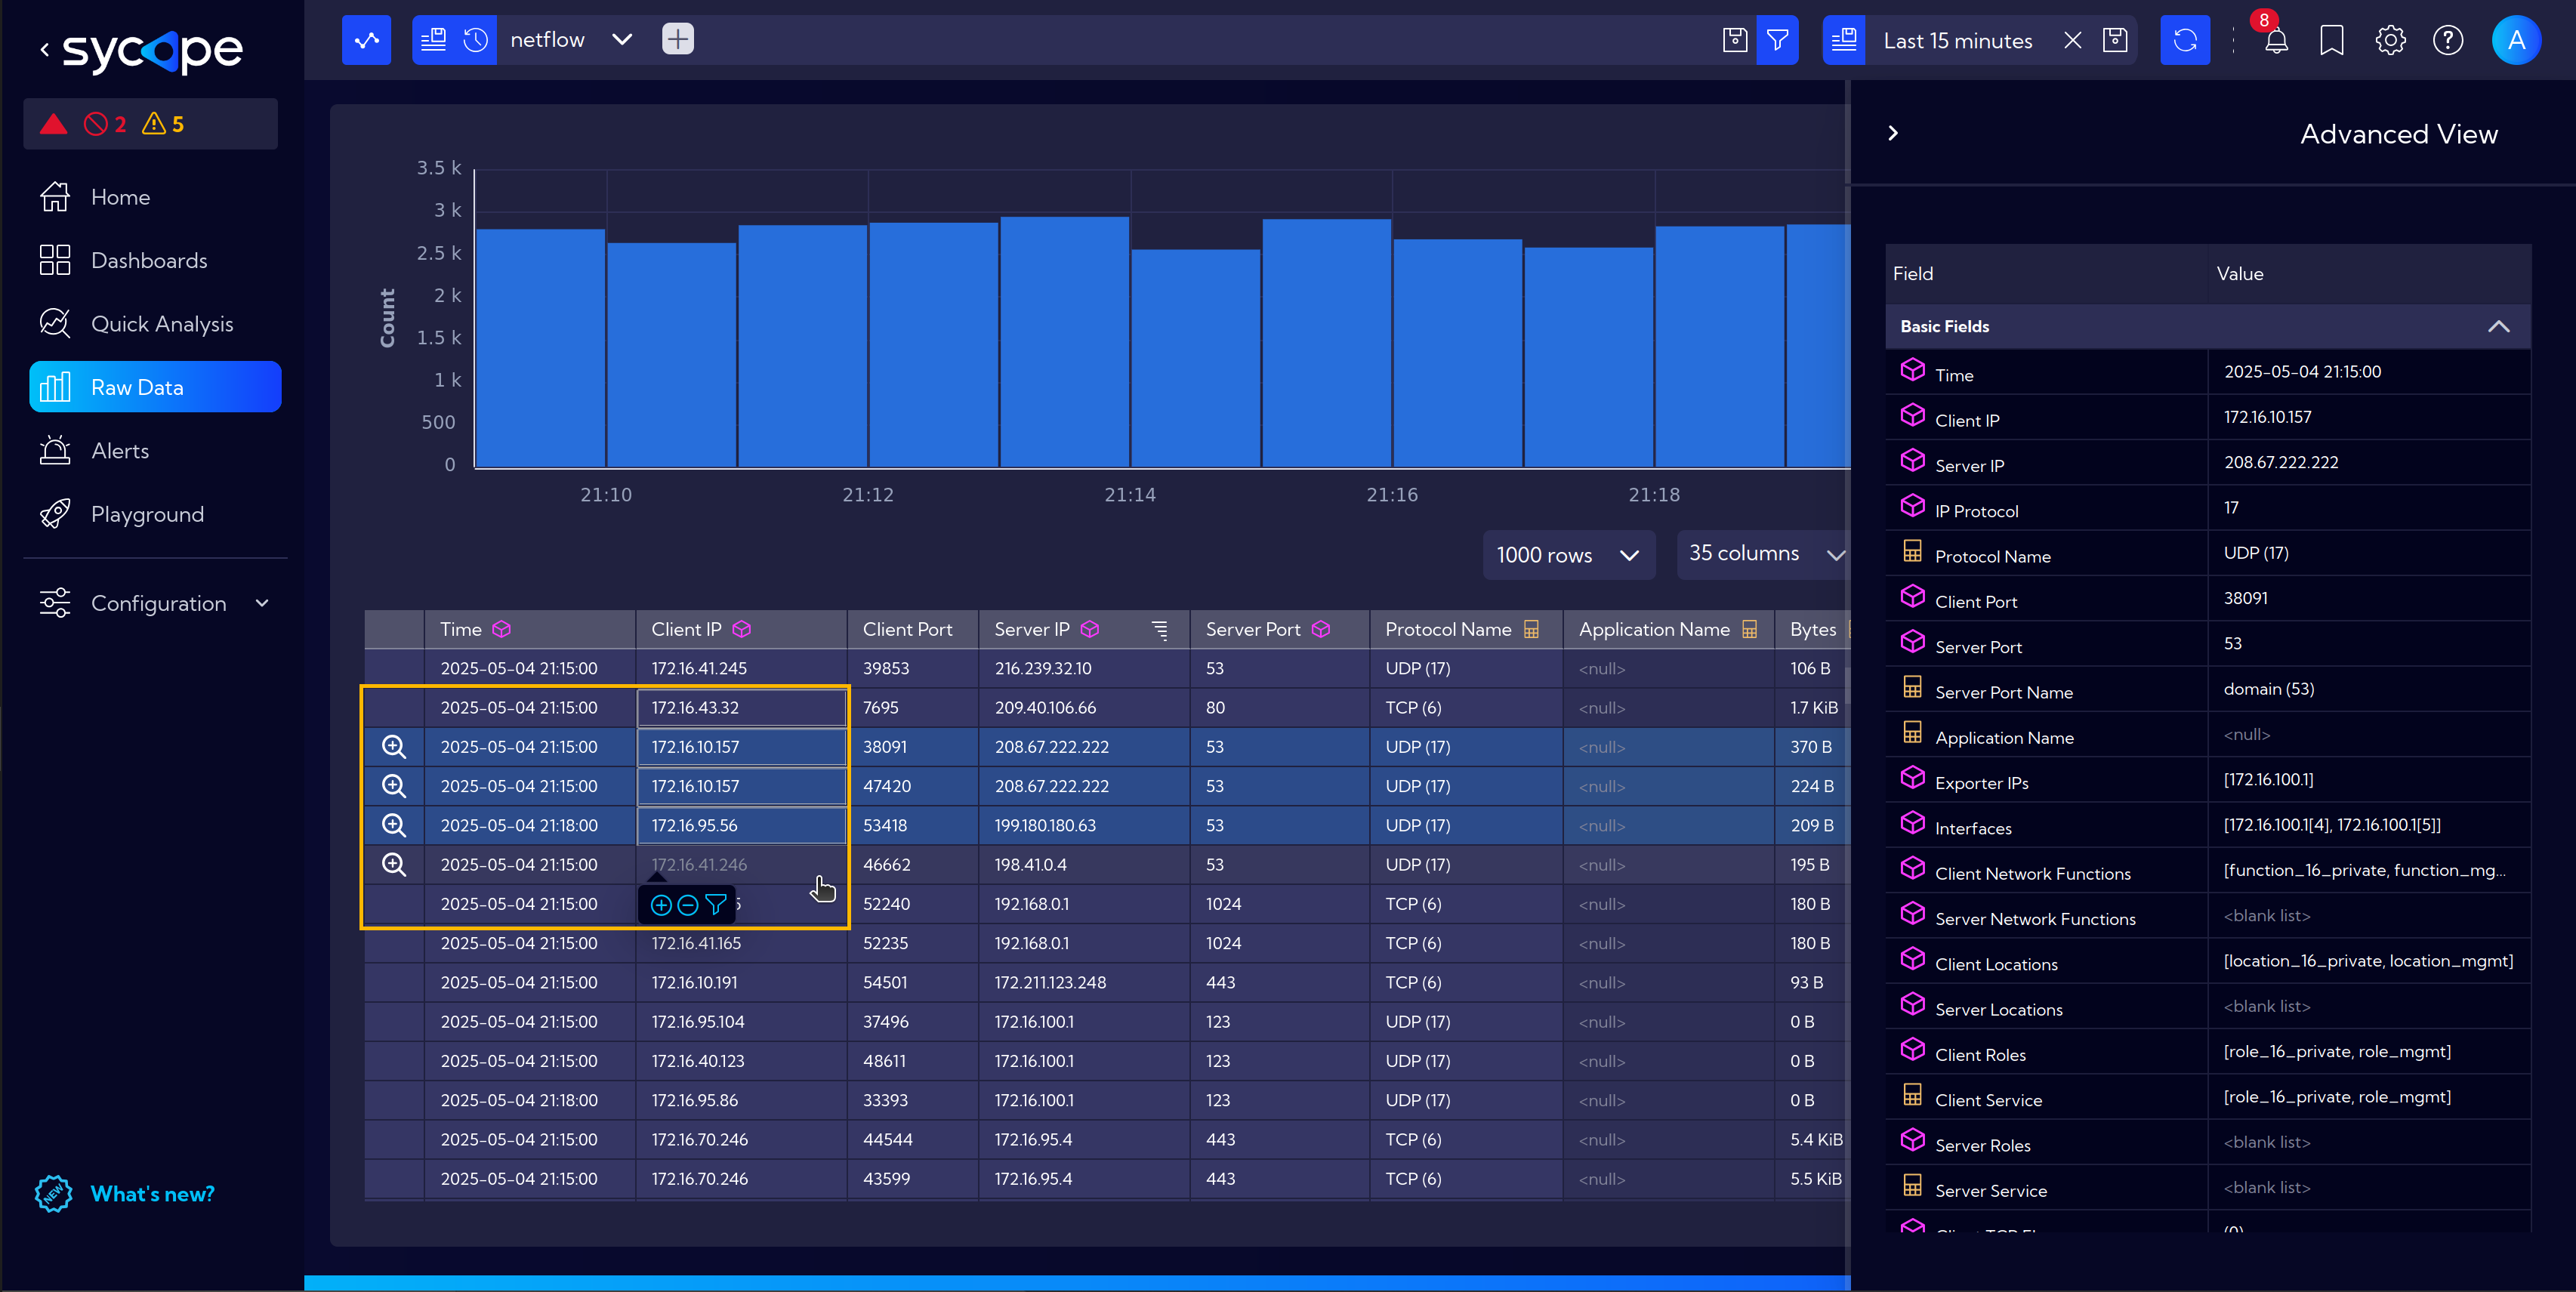 sycope
2 5
Home
Dashboards
Quick Analysis
Raw Data
Alerts
Playground
Configuration
NEW What's new?
netflow
Last 15 minutes
8
A
3.5 k
3 k
2.5 k
2 k
1.5 k
1 k
500
0
Count
21:10 21:12 21:14 21:16 21:18
1000 rows 35 columns
Time Client IP Client Port Server IP Server Port Protocol Name Application Name Bytes
2025-05-04 21:15:00 172.16.41.245 39853 216.239.32.10 53 UDP (17) <null> 106 B
2025-05-04 21:15:00 172.16.43.32 7695 209.40.106.66 80 TCP (6) <null> 1.7 KiB
2025-05-04 21:15:00 172.16.10.157 38091 208.67.222.222 53 UDP (17) <null> 370 B
2025-05-04 21:15:00 172.16.10.157 47420 208.67.222.222 53 UDP (17) <null> 224 B
2025-05-04 21:18:00 172.16.95.56 53418 199.180.180.63 53 UDP (17) <null> 209 B
2025-05-04 21:15:00 172.16.41.246 46662 198.41.0.4 53 UDP (17) <null> 195 B
2025-05-04 21:15:00 52240 192.168.0.1 1024 TCP (6) <null> 180 B
2025-05-04 21:15:00 172.16.41.165 52235 192.168.0.1 1024 TCP (6) <null> 180 B
2025-05-04 21:15:00 172.16.10.191 54501 172.211.123.248 443 TCP (6) <null> 93 B
2025-05-04 21:15:00 172.16.95.104 37496 172.16.100.1 123 UDP (17) <null> 0 B
2025-05-04 21:15:00 172.16.40.123 48611 172.16.100.1 123 UDP (17) <null> 0 B
2025-05-04 21:18:00 172.16.95.86 33393 172.16.100.1 123 UDP (17) <null> 0 B
2025-05-04 21:15:00 172.16.70.246 44544 172.16.95.4 443 TCP (6) <null> 5.4 KiB
2025-05-04 21:15:00 172.16.70.246 43599 172.16.95.4 443 TCP (6) <null> 5.5 KiB
Advanced View
Field Value
Basic Fields
Time 2025-05-04 21:15:00
Client IP 172.16.10.157
Server IP 208.67.222.222
IP Protocol 17
Protocol Name UDP (17)
Client Port 38091
Server Port 53
Server Port Name domain (53)
Application Name <null>
Exporter IPs [172.16.100.1]
Interfaces [172.16.100.1[4], 172.16.100.1[5]]
Client Network Functions [function_16_private, function_mg...
Server Network Functions <blank list>
Client Locations [location_16_private, location_mgmt]
Server Locations <blank list>
Client Roles [role_16_private, role_mgmt]
Client Service [role_16_private, role_mgmt]
Server Roles <blank list>
Server Service <blank list>